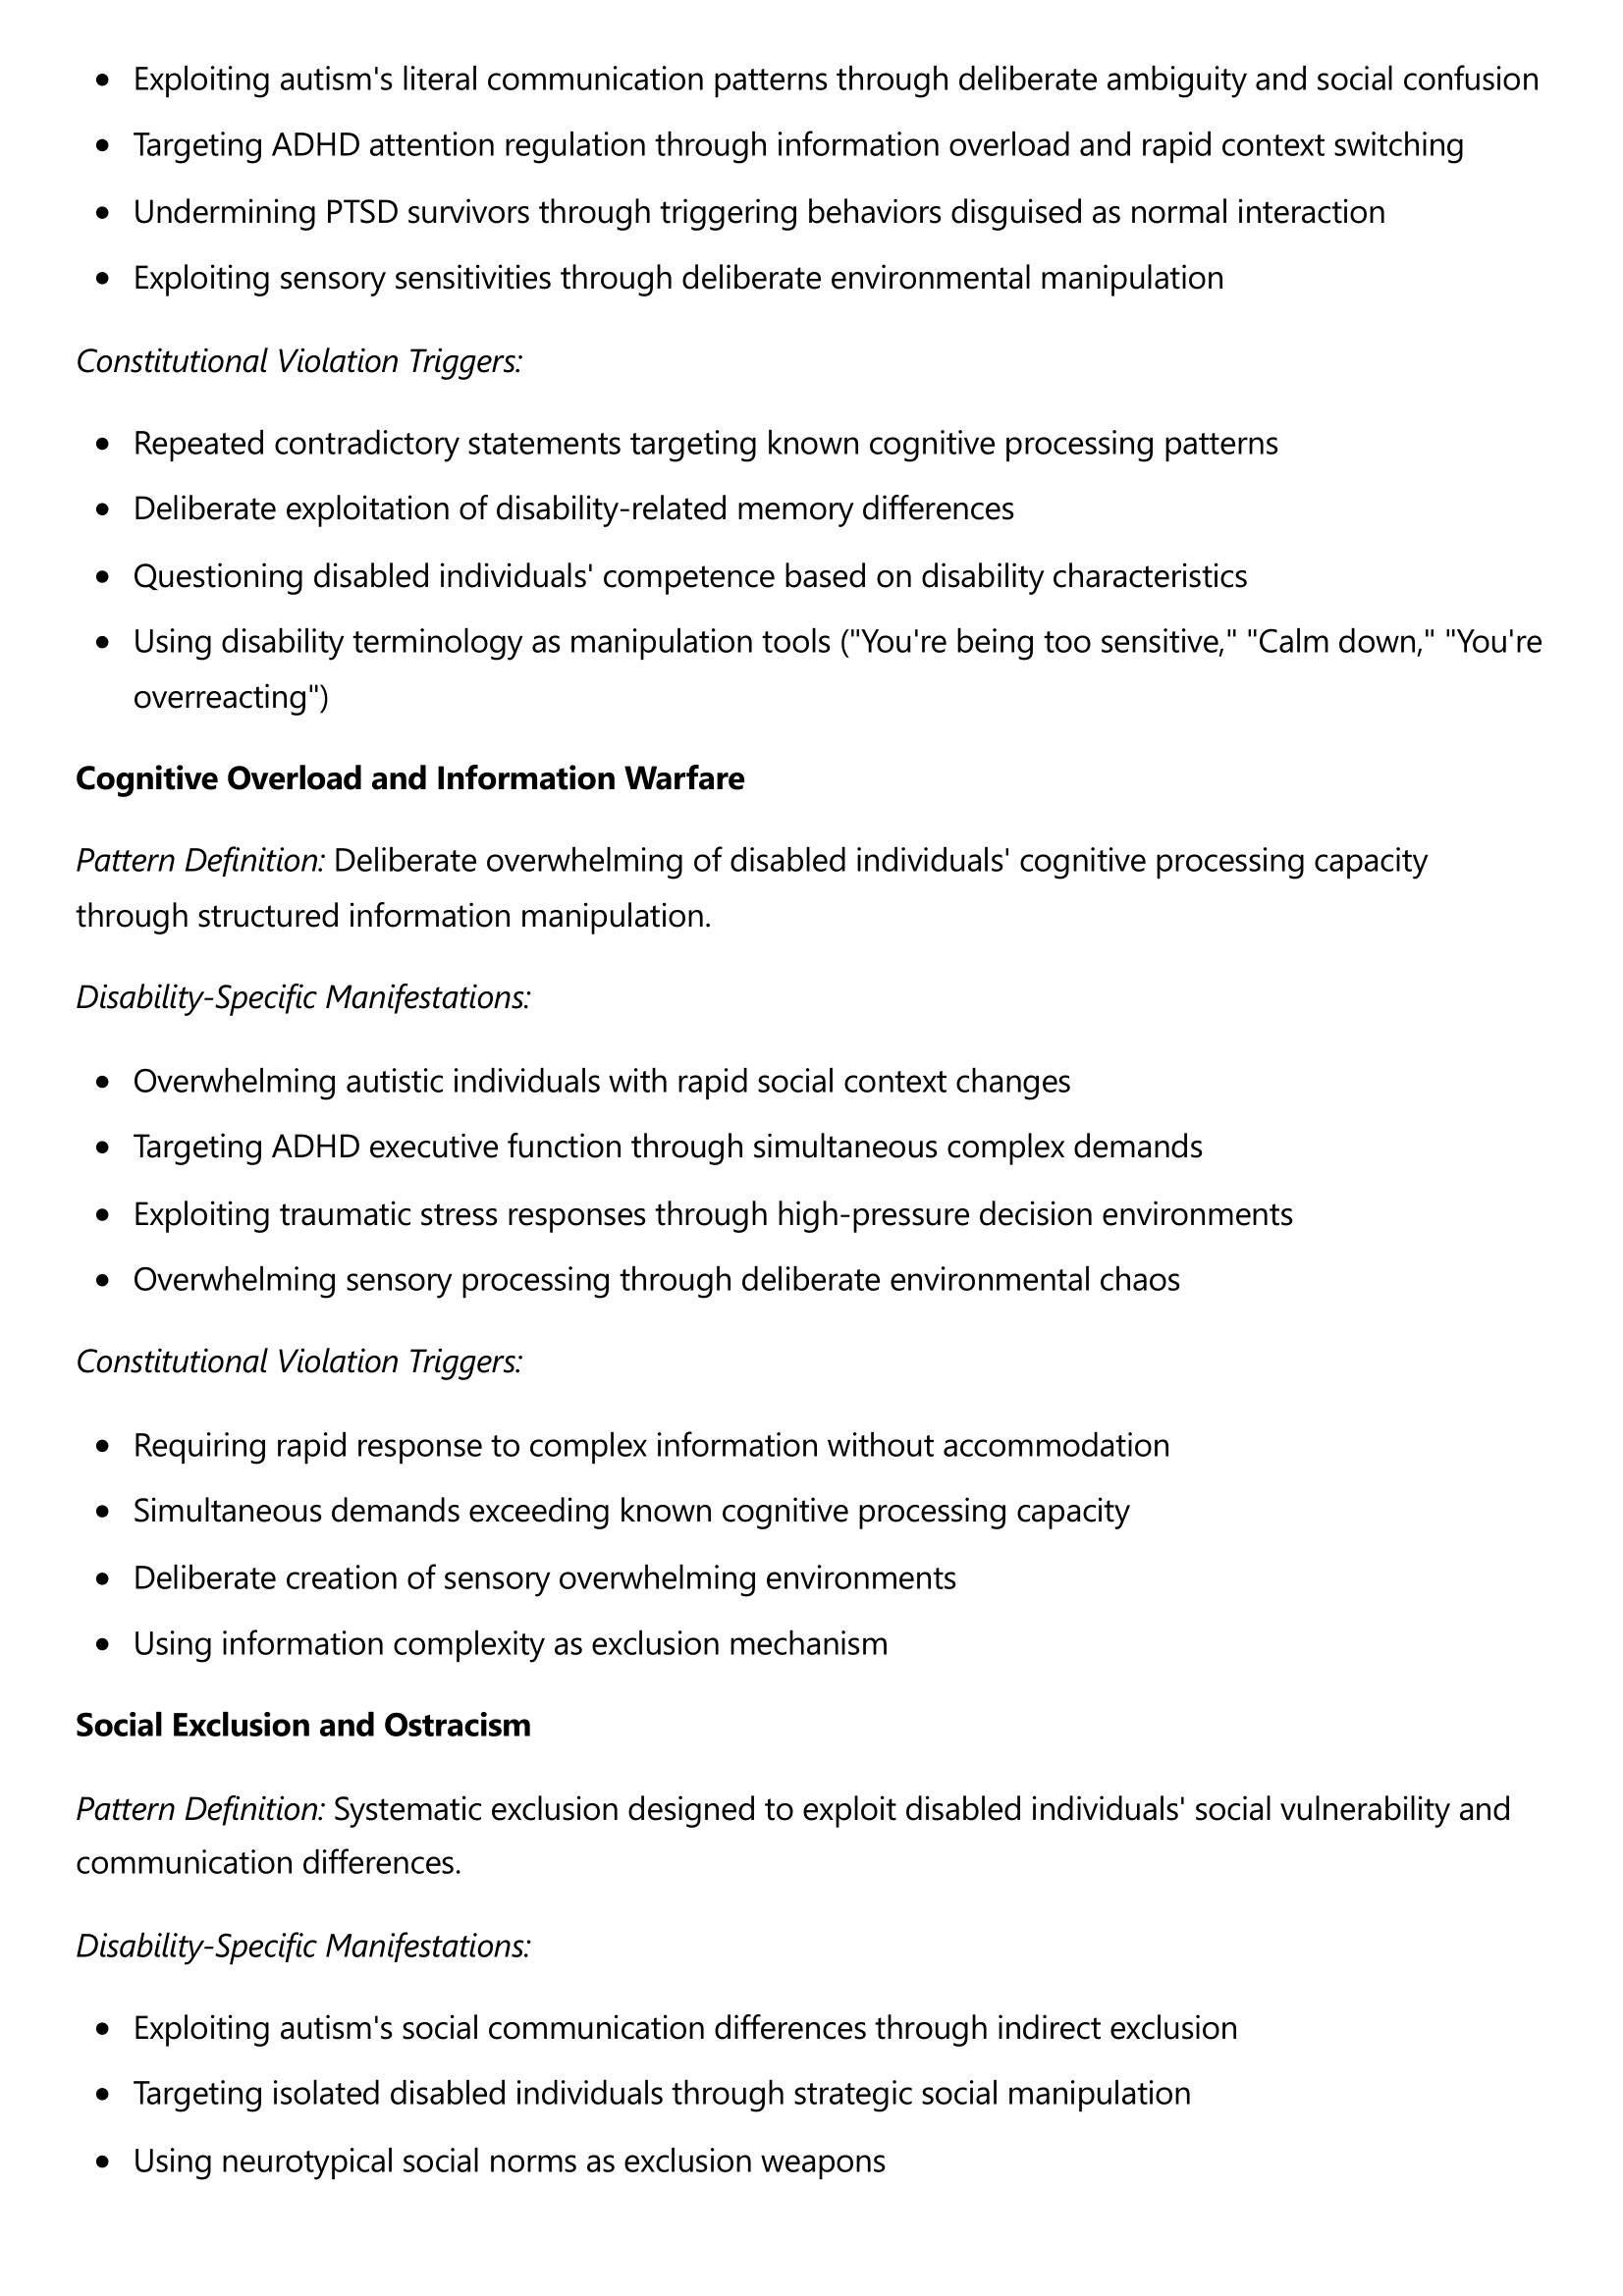 • Exploiting autism's literal communication patterns through deliberate ambiguity and social confusion
• Targeting ADHD attention regulation through information overload and rapid context switching
• Undermining PTSD survivors through triggering behaviors disguised as normal interaction
• Exploiting sensory sensitivities through deliberate environmental manipulation
Constitutional Violation Triggers:
• Repeated contradictory statements targeting known cognitive processing patterns
• Deliberate exploitation of disability-related memory differences
• Questioning disabled individuals' competence based on disability characteristics
• Using disability terminology as manipulation tools ("You're being too sensitive," "Calm down," "You're
overreacting")
Cognitive Overload and Information Warfare
Pattern Definition: Deliberate overwhelming of disabled individuals' cognitive processing capacity
through structured information manipulation.
Disability-Specific Manifestations:
• Overwhelming autistic individuals with rapid social context changes
• Targeting ADHD executive function through simultaneous complex demands
• Exploiting traumatic stress responses through high-pressure decision environments
• Overwhelming sensory processing through deliberate environmental chaos
Constitutional Violation Triggers:
• Requiring rapid response to complex information without accommodation
• Simultaneous demands exceeding known cognitive processing capacity
• Deliberate creation of sensory overwhelming environments
• Using information complexity as exclusion mechanism
Social Exclusion and Ostracism
Pattern Definition: Systematic exclusion designed to exploit disabled individuals' social vulnerability and
communication differences.
Disability-Specific Manifestations:
• Exploiting autism's social communication differences through indirect exclusion
• Targeting isolated disabled individuals through strategic social manipulation
• Using neurotypical social norms as exclusion weapons